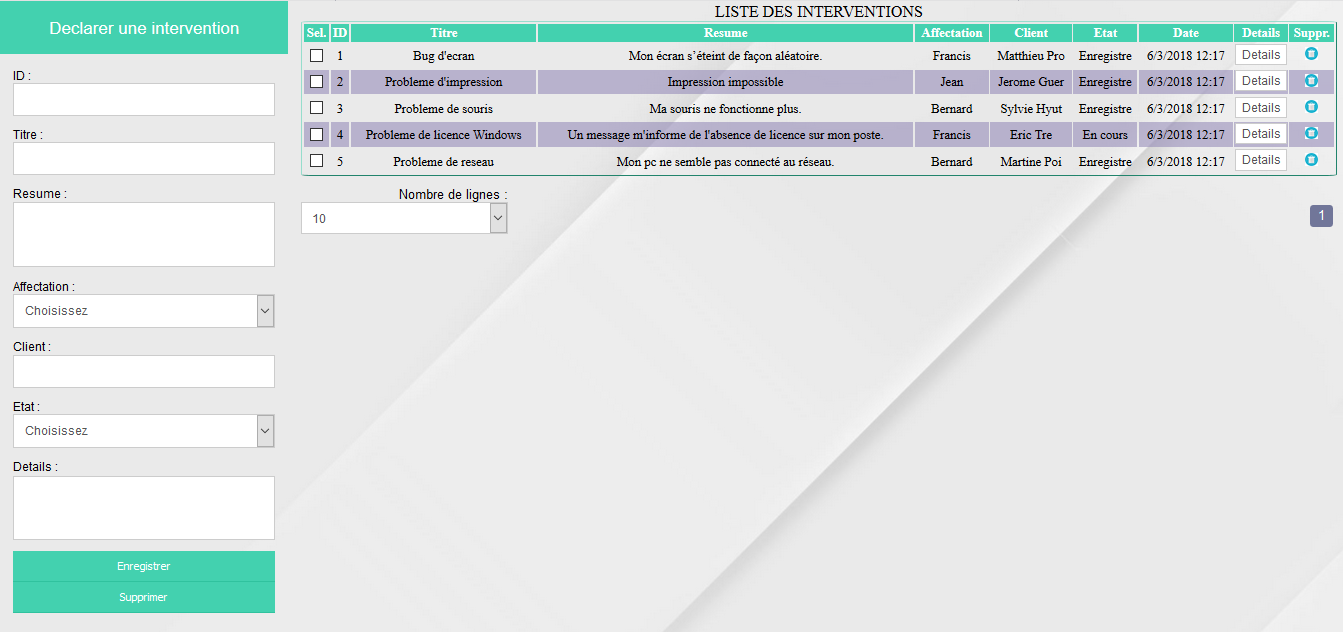 Declarer une intervention
ID :
Titre :
Resume :
Affectation :
Choisissez
Client :
Etat :
Choisissez
Details :
Enregistrer
Supprimer
LISTE DES INTERVENTIONS
Sel. ID Titre Resume Affectation Client Etat Date Details Suppr.
1 Bug d'ecran Mon écran s’éteint de façon aléatoire. Francis Matthieu Pro Enregistre 6/3/2018 12:17 Details
2 Probleme d'impression Impression impossible Jean Jerome Guer Enregistre 6/3/2018 12:17 Details
3 Probleme de souris Ma souris ne fonctionne plus. Bernard Sylvie Hyut Enregistre 6/3/2018 12:17 Details
4 Probleme de licence Windows Un message m'informe de l'absence de licence sur mon poste. Francis Eric Tre En cours 6/3/2018 12:17 Details
5 Probleme de reseau Mon pc ne semble pas connecté au réseau. Bernard Martine Poi Enregistre 6/3/2018 12:17 Details
Nombre de lignes :
10
1